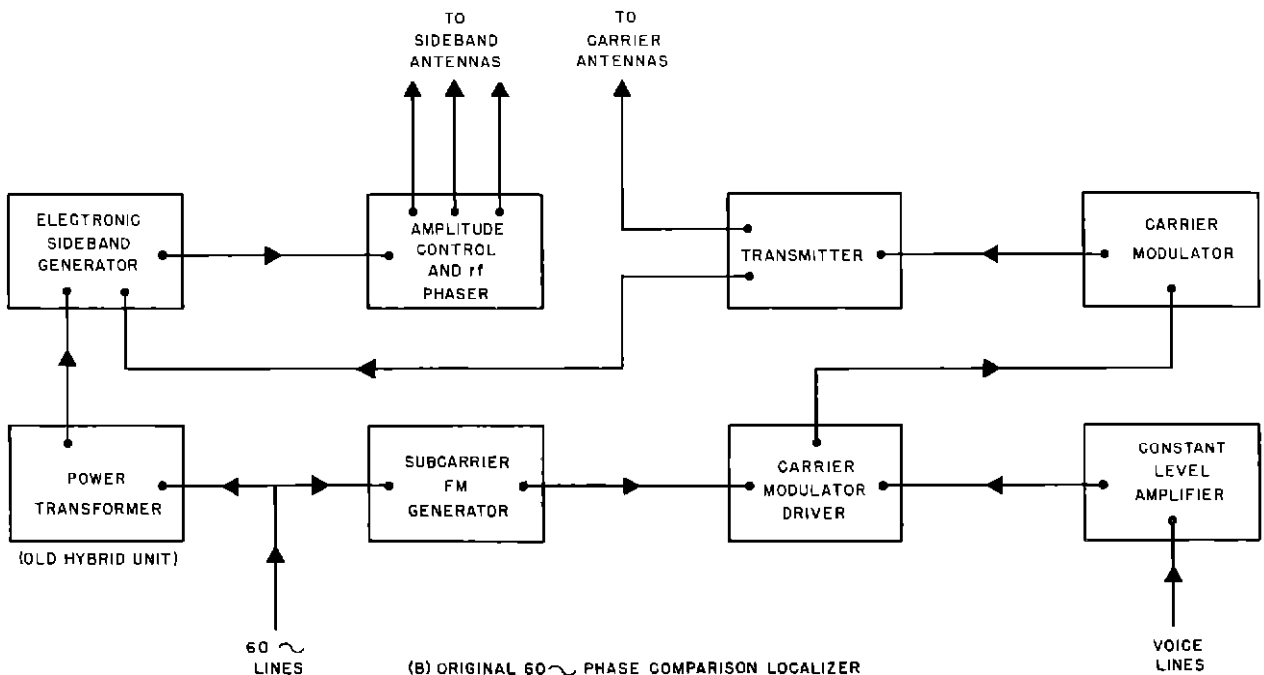 TO
SIDEBAND
ANTENNAS
TO
CARRIER
ANTENNAS
ELECTRONIC
SIDEBAND
GENERATOR
AMPLITUDE
CONTROL
AND rf
PHASER
TRANSMITTER
CARRIER
MODULATOR
POWER
TRANSFORMER
(OLD HYBRID UNIT)
SUBCARRIER
FM
GENERATOR
CARRIER
MODULATOR
DRIVER
CONSTANT
LEVEL
AMPLIFIER
60 ~
LINES
VOICE
LINES
(B) ORIGINAL 60~ PHASE COMPARISON LOCALIZER